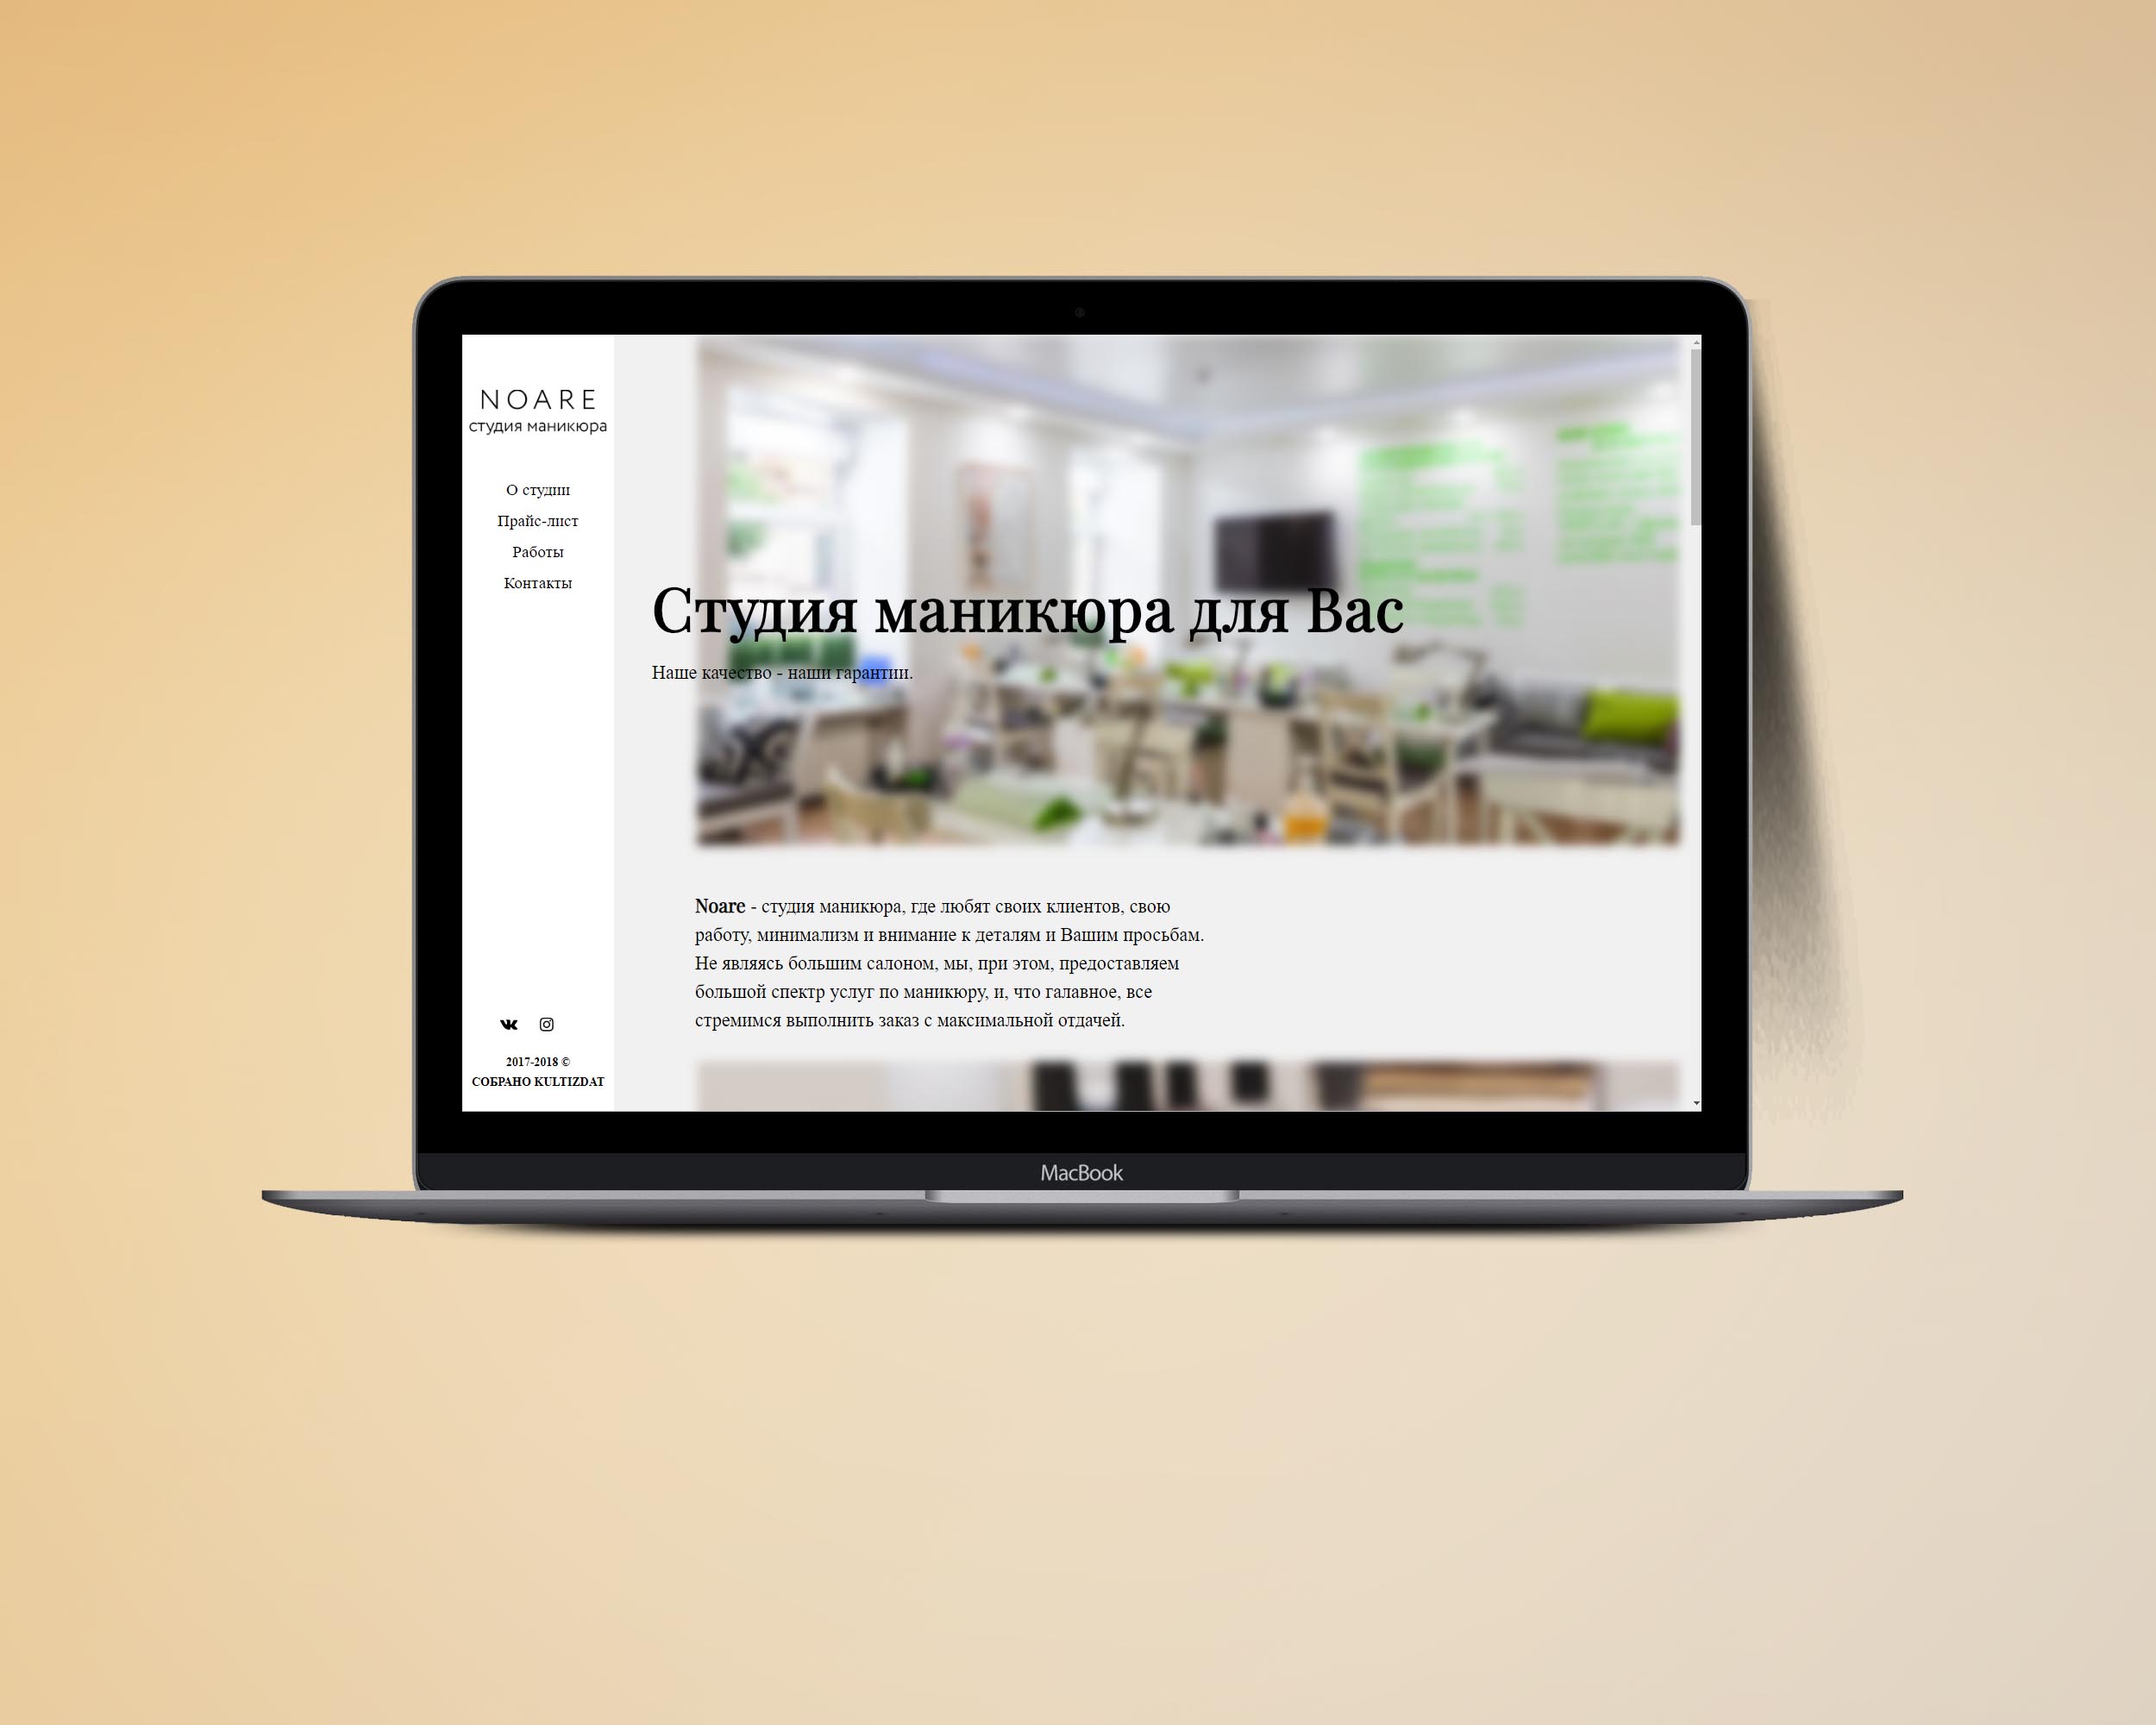 NOARE
студия маникюра
О студии
Прайс-лист
Работы
Контакты
Студия маникюра для Вас
Наше качество - наши гарантии.
Noare - студия маникюра, где любят своих клиентов, свою
работу, минимализм и внимание к деталям и Вашим просьбам.
Не являясь большим салоном, мы, при этом, предоставляем
большой спектр услуг по маникюру, и, что галавное, все
стремимся выполнить заказ с максимальной отдачей.
2017-2018 ©
СОБРАНО KULTIZDAT
MacBook